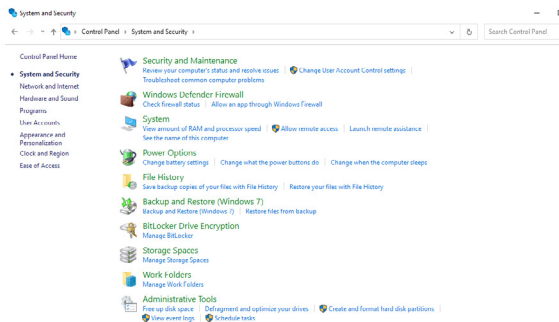 System and Security
Control Panel › System and Security ›
Search Control Panel
Control Panel Home
System and Security
Network and Internet
Hardware and Sound
Programs
User Accounts
Appearance and
Personalization
Clock and Region
Ease of Access
Security and Maintenance
Review your computer's status and resolve issues | Change User Account Control settings |
Troubleshoot common computer problems
Windows Defender Firewall
Check firewall status | Allow an app through Windows Firewall
System
View amount of RAM and processor speed | Allow remote access | Launch remote assistance |
See the name of this computer
Power Options
Change battery settings | Change what the power buttons do | Change when the computer sleeps
File History
Save backup copies of your files with File History | Restore your files with File History
Backup and Restore (Windows 7)
Backup and Restore (Windows 7) | Restore files from backup
BitLocker Drive Encryption
Manage BitLocker
Storage Spaces
Manage Storage Spaces
Work Folders
Manage Work Folders
Administrative Tools
Free up disk space | Defragment and optimize your drives | Create and format hard disk partitions |
View event logs | Schedule tasks